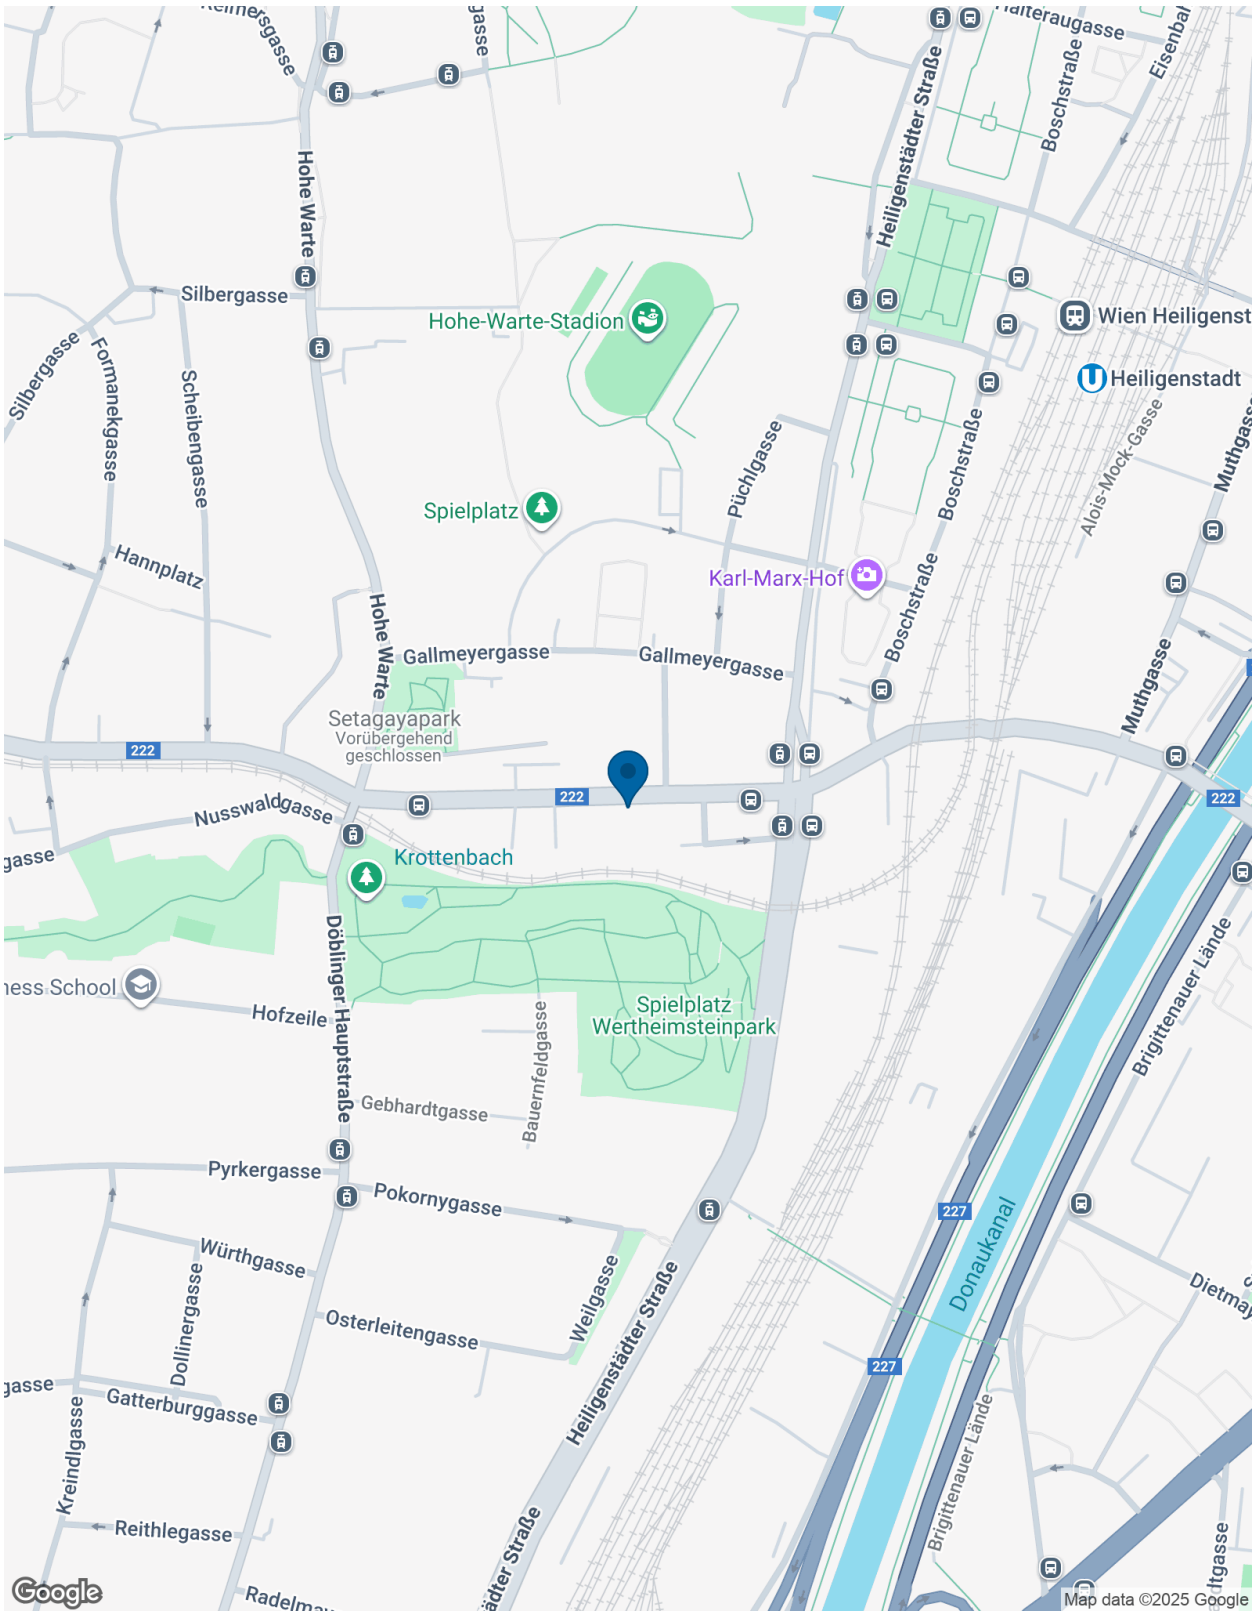 Reimersgasse
gasse
Halteraugasse
Eisenbah
Boschstraße
Heiligenstädter Straße
Hohe Warte
Silbergasse
Hohe-Warte-Stadion
Wien Heiligenst
Heiligenstadt
Silbergasse
Formanekgasse
Scheibengasse
Püchlgasse
Boschstraße
Alois-Mock-Gasse
Muthgasse
Spielplatz
Hannplatz
Karl-Marx-Hof
Hohe Warte
Boschstraße
Gallmeyergasse
Gallmeyergasse
Muthgasse
Setagayapark
Vorübergehend
geschlossen
222
222
222
Nusswaldgasse
gasse
Krottenbach
Döblinger Hauptstraße
Brigittenauer Lände
ness School
Hofzeile
Spielplatz
Wertheimsteinpark
Bauernfeldgasse
Gebhardtgasse
Pyrkergasse
Pokornygasse
227
Donaukanal
Würthgasse
Dollinergasse
Weilgasse
Heiligenstädter Straße
Dietmay
Osterleitengasse
227
gasse
Gatterburggasse
Kreindlgasse
Brigittenauer Lände
Reithlegasse
ädter Straße
dtgasse
Radelmay
Google
Map data ©2025 Google